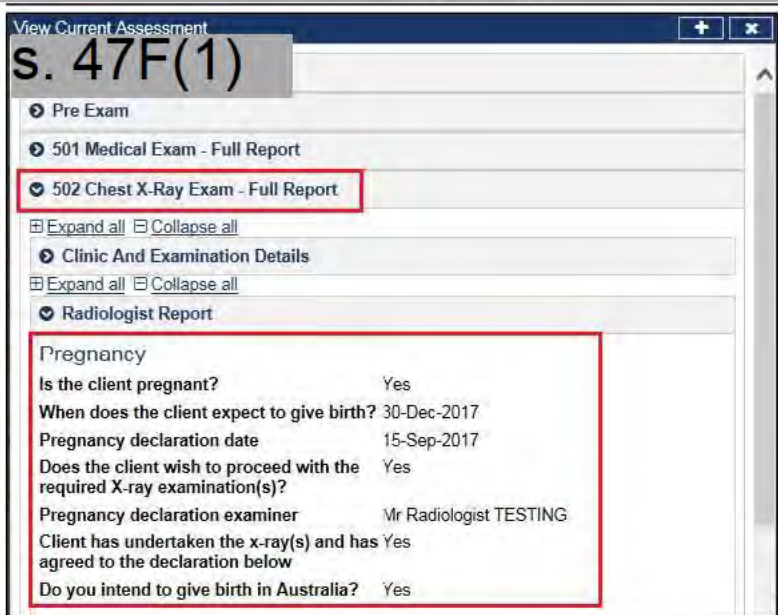 View Current Assessment
s. 47F(1)
Pre Exam
501 Medical Exam - Full Report
502 Chest X-Ray Exam - Full Report
Expand all Collapse all
Clinic And Examination Details
Expand all Collapse all
Radiologist Report
Pregnancy
Is the client pregnant? Yes
When does the client expect to give birth? 30-Dec-2017
Pregnancy declaration date 15-Sep-2017
Does the client wish to proceed with the Yes
required X-ray examination(s)?
Pregnancy declaration examiner Mr Radiologist TESTING
Client has undertaken the x-ray(s) and has Yes
agreed to the declaration below
Do you intend to give birth in Australia? Yes